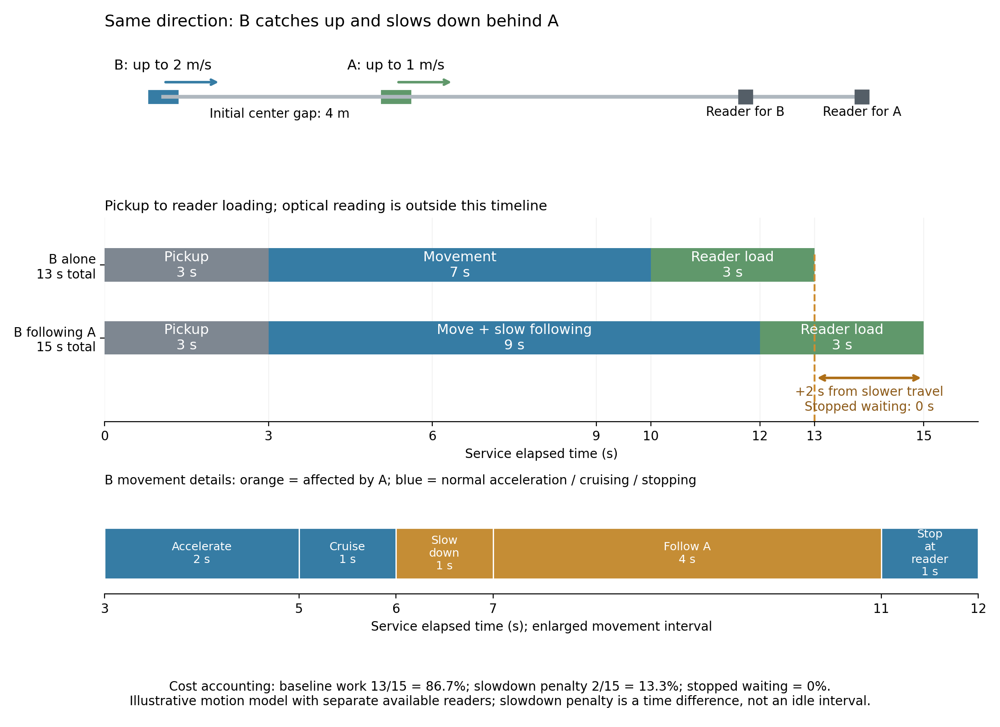 Same direction: B catches up and slows down behind A
B: up to 2 m/s
A: up to 1 m/s
Initial center gap: 4 m
Reader for B
Reader for A
Pickup to reader loading; optical reading is outside this timeline
B alone
13 s total
Pickup
3 s
Movement
7 s
Reader load
3 s
B following A
15 s total
Pickup
3 s
Move + slow following
9 s
Reader load
3 s
+2 s from slower travel
Stopped waiting: 0 s
0
3
6
9
10
12
13
15
Service elapsed time (s)
B movement details: orange = affected by A; blue = normal acceleration / cruising / stopping
Accelerate
2 s
Cruise
1 s
Slow
down
1 s
Follow A
4 s
Stop
at
reader
1 s
3
5
6
7
11
12
Service elapsed time (s); enlarged movement interval
Cost accounting: baseline work 13/15 = 86.7%; slowdown penalty 2/15 = 13.3%; stopped waiting = 0%.
Illustrative motion model with separate available readers; slowdown penalty is a time difference, not an idle interval.